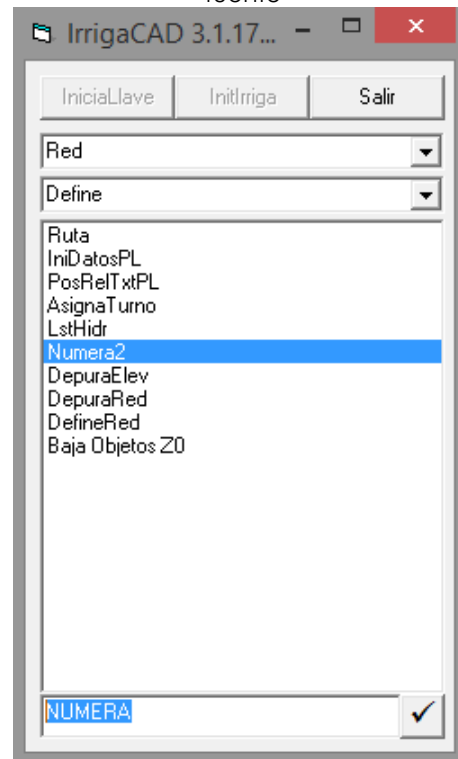 IrrigaCAD 3.1.17...
IniciaLlave InitIrriga Salir
Red
Define
Ruta
IniDatosPL
PosRelTxtPL
AsignaTurno
LstHidr
Numera2
DepuraElev
DepuraRed
DefineRed
Baja Objetos Z0
NUMERA